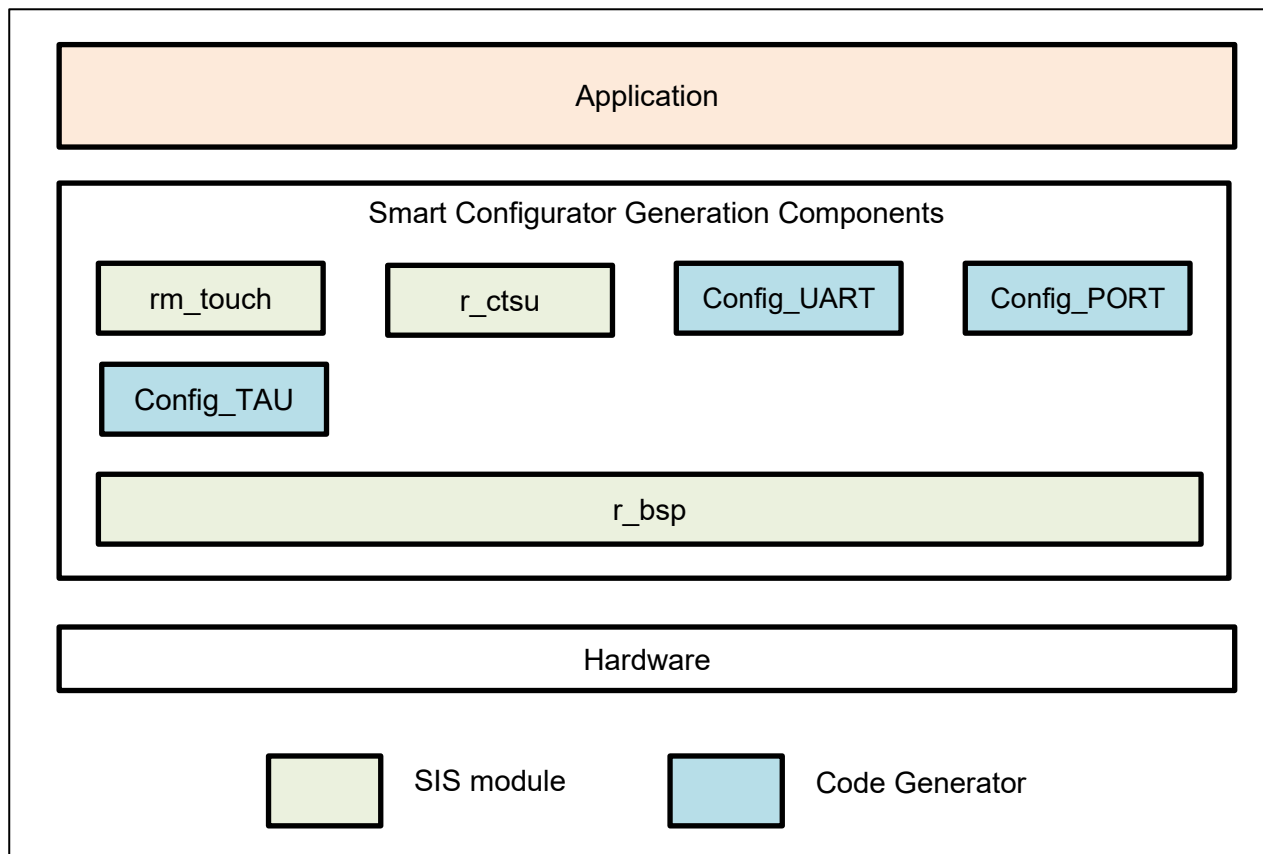 Application
Smart Configurator Generation Components
rm_touch
r_ctsu
Config_UART
Config_PORT
Config_TAU
r_bsp
Hardware
SIS module
Code Generator